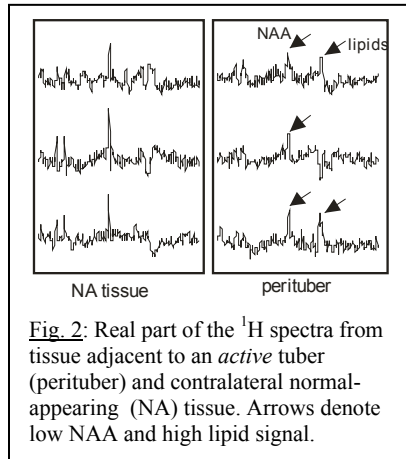 NAA
lipids
NA tissue
perituber
Fig. 2: Real part of the ¹H spectra from
tissue adjacent to an active tuber
(perituber) and contralateral normal-
appearing (NA) tissue. Arrows denote
low NAA and high lipid signal.